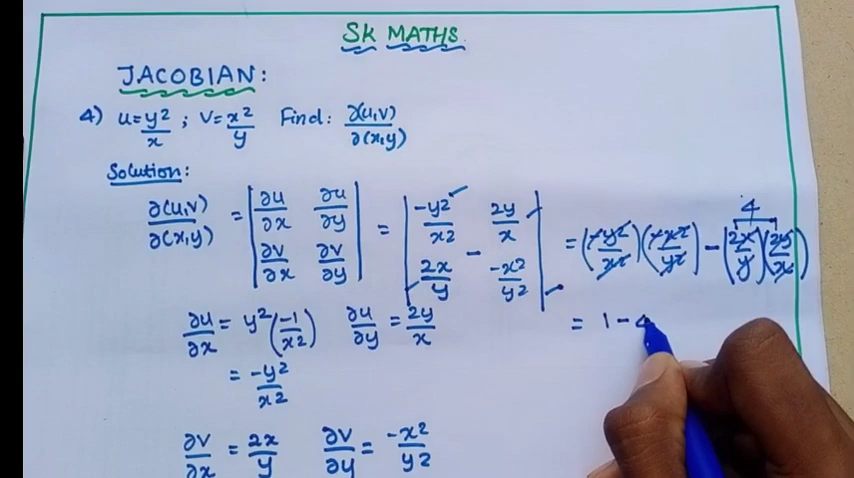 SK MATHS
JACOBIAN:
4) u=y²/x ; v=x²/y Find: ∂(u,v)/∂(x,y)
Solution:
∂(u,v)/∂(x,y) = |∂u/∂x ∂u/∂y; ∂v/∂x ∂v/∂y| = |-y²/x² 2y/x; 2x/y -x²/y²| = (-y²/x²)(-x²/y²) - (2x/y)(2y/x) 4
= 1-4
∂u/∂x = y²(-1/x²) ∂u/∂y = 2y/x
= -y²/x²
∂v/∂x = 2x/y ∂v/∂y = -x²/y²